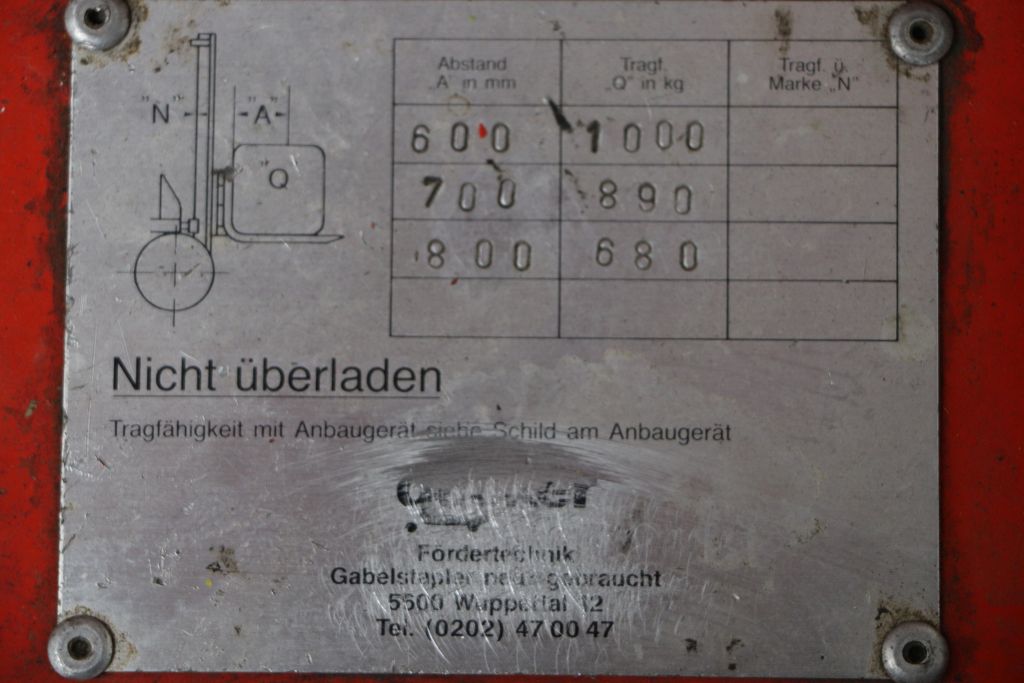 "N"
"A"
Q
Abstand Tragf. Tragf. ü.
„A" in mm „Q" in kg Marke „N"
600 1000
700 890
800 680
Nicht überladen
Tragfähigkeit mit Anbaugerät siehe Schild am Anbaugerät
Fördertechnik
Gabelstapler neu + gebraucht
5600 Wuppertal 12
Tel. (0202) 47 00 47